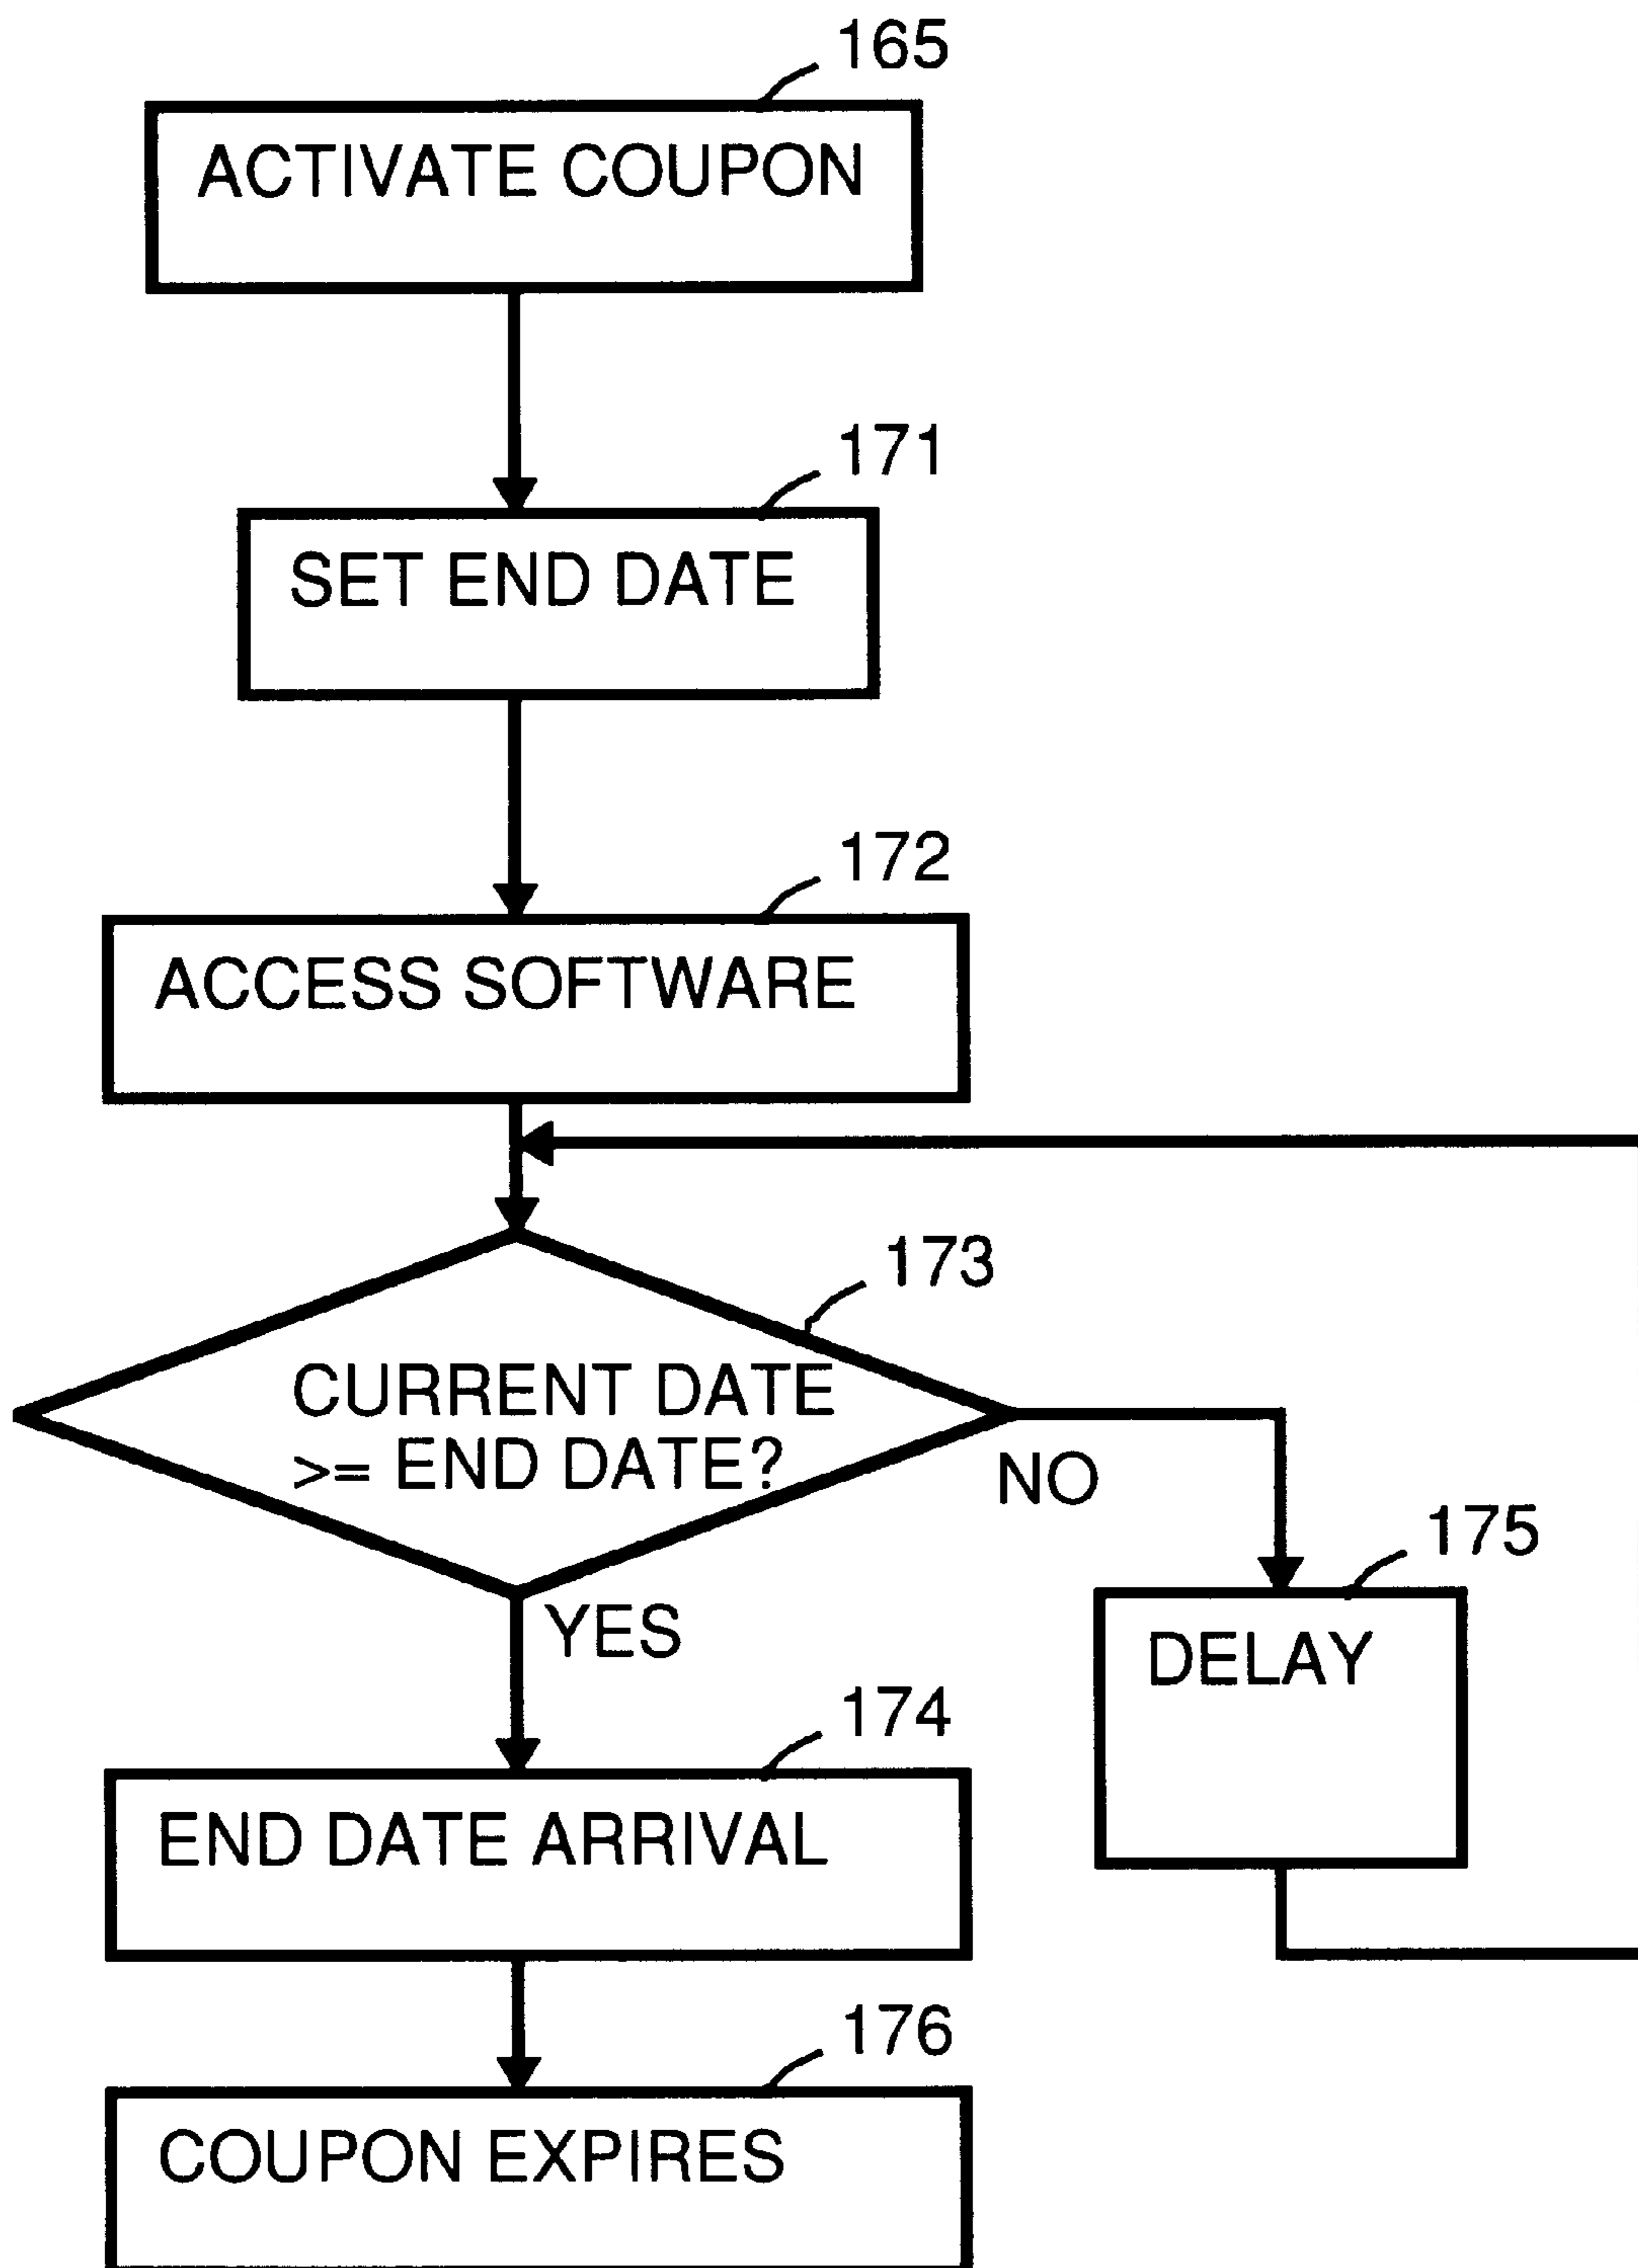 165
ACTIVATE COUPON
171
SET END DATE
172
ACCESS SOFTWARE
173
CURRENT DATE
>= END DATE?
NO
YES
175
DELAY
174
END DATE ARRIVAL
176
COUPON EXPIRES